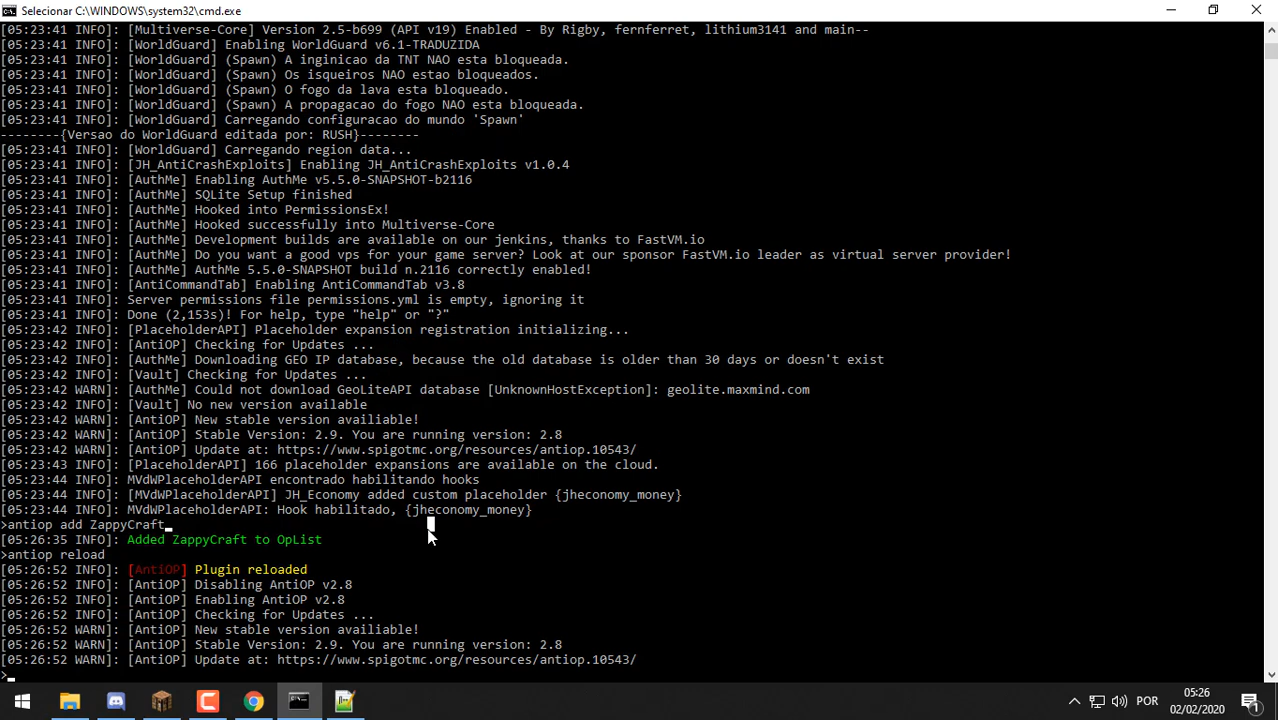 Selecionar C:\WINDOWS\system32\cmd.exe
[05:23:41 INFO]: [Multiverse-Core] Version 2.5-b699 (API v19) Enabled - By Rigby, fernferret, lithium3141 and main--
[05:23:41 INFO]: [WorldGuard] Enabling WorldGuard v6.1-TRADUZIDA
[05:23:41 INFO]: [WorldGuard] (Spawn) A inginicao da TNT NAO esta bloqueada.
[05:23:41 INFO]: [WorldGuard] (Spawn) Os isqueiros NAO estao bloqueados.
[05:23:41 INFO]: [WorldGuard] (Spawn) O fogo da lava esta bloqueado.
[05:23:41 INFO]: [WorldGuard] (Spawn) A propagacao do fogo NAO esta bloqueada.
[05:23:41 INFO]: [WorldGuard] Carregando configuracao do mundo 'Spawn'
--------{Versao do WorldGuard editada por: RUSH}--------
[05:23:41 INFO]: [WorldGuard] Carregando region data...
[05:23:41 INFO]: [JH_AntiCrashExploits] Enabling JH_AntiCrashExploits v1.0.4
[05:23:41 INFO]: [AuthMe] Enabling AuthMe v5.5.0-SNAPSHOT-b2116
[05:23:41 INFO]: [AuthMe] SQLite Setup finished
[05:23:41 INFO]: [AuthMe] Hooked into PermissionsEx!
[05:23:41 INFO]: [AuthMe] Hooked successfully into Multiverse-Core
[05:23:41 INFO]: [AuthMe] Development builds are available on our jenkins, thanks to FastVM.io
[05:23:41 INFO]: [AuthMe] Do you want a good vps for your game server? Look at our sponsor FastVM.io leader as virtual server provider!
[05:23:41 INFO]: [AuthMe] AuthMe 5.5.0-SNAPSHOT build n.2116 correctly enabled!
[05:23:41 INFO]: [AntiCommandTab] Enabling AntiCommandTab v3.8
[05:23:41 INFO]: Server permissions file permissions.yml is empty, ignoring it
[05:23:41 INFO]: Done (2,153s)! For help, type "help" or "?"
[05:23:42 INFO]: [PlaceholderAPI] Placeholder expansion registration initializing...
[05:23:42 INFO]: [AntiOP] Checking for Updates ...
[05:23:42 INFO]: [AuthMe] Downloading GEO IP database, because the old database is older than 30 days or doesn't exist
[05:23:42 INFO]: [Vault] Checking for Updates ...
[05:23:42 WARN]: [AuthMe] Could not download GeoLiteAPI database [UnknownHostException]: geolite.maxmind.com
[05:23:42 INFO]: [Vault] No new version available
[05:23:42 WARN]: [AntiOP] New stable version availiable!
[05:23:42 WARN]: [AntiOP] Stable Version: 2.9. You are running version: 2.8
[05:23:42 WARN]: [AntiOP] Update at: https://www.spigotmc.org/resources/antiop.10543/
[05:23:43 INFO]: [PlaceholderAPI] 166 placeholder expansions are available on the cloud.
[05:23:44 INFO]: MVdWPlaceholderAPI encontrado habilitando hooks
[05:23:44 INFO]: [MVdWPlaceholderAPI] JH_Economy added custom placeholder {jheconomy_money}
[05:23:44 INFO]: MVdWPlaceholderAPI: Hook habilitado, {jheconomy_money}
>antiop add ZappyCraft_
[05:26:35 INFO]: Added ZappyCraft to OpList
>antiop reload
[05:26:52 INFO]: [AntiOP] Plugin reloaded
[05:26:52 INFO]: [AntiOP] Disabling AntiOP v2.8
[05:26:52 INFO]: [AntiOP] Enabling AntiOP v2.8
[05:26:52 INFO]: [AntiOP] Checking for Updates ...
[05:26:52 WARN]: [AntiOP] New stable version availiable!
[05:26:52 WARN]: [AntiOP] Stable Version: 2.9. You are running version: 2.8
[05:26:52 WARN]: [AntiOP] Update at: https://www.spigotmc.org/resources/antiop.10543/
>_
POR
05:26
02/02/2020
1